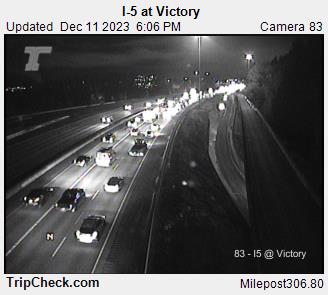 I-5 at Victory
Updated Dec 11 2023 6:06 PM Camera 83
T
N
83 - I5 @ Victory
TripCheck.com Milepost306.80